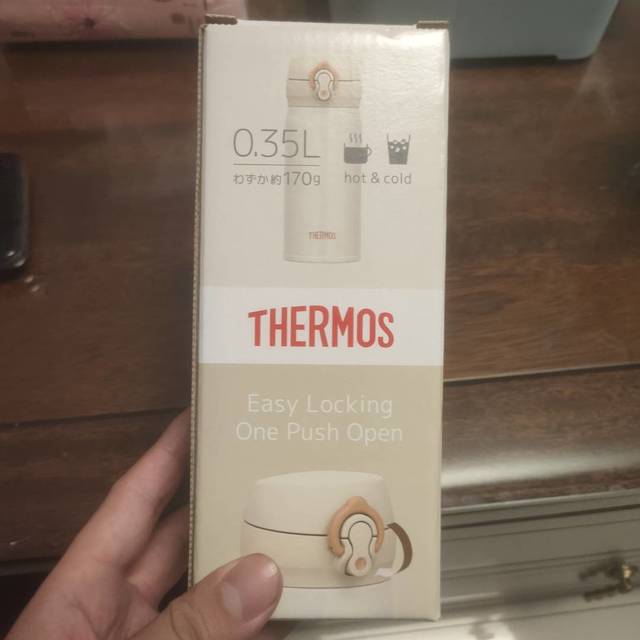 0.35L
わずか約170g
hot & cold
THERMOS
THERMOS
Easy Locking
One Push Open